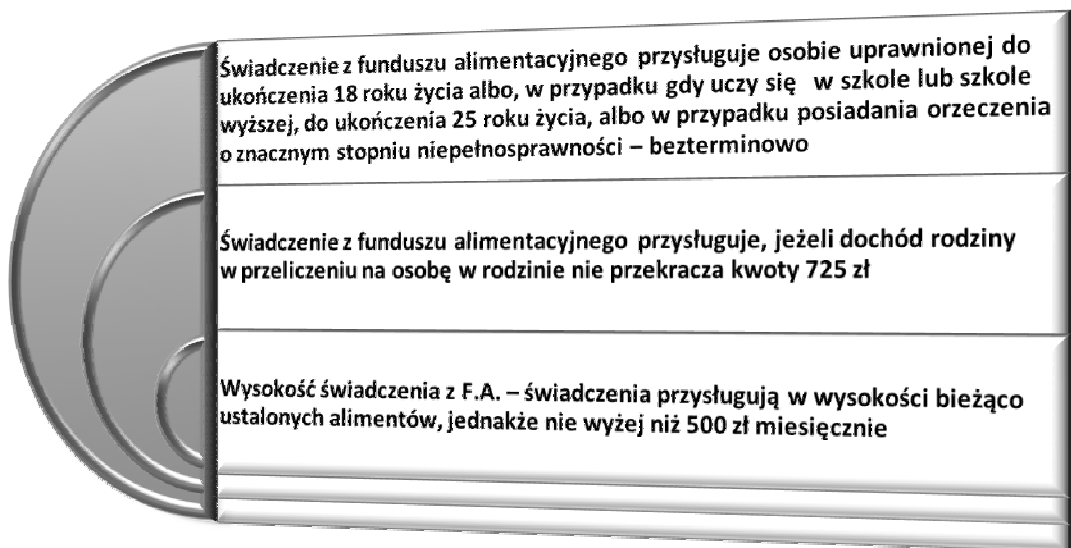 Świadczenie z funduszu alimentacyjnego przysługuje osobie uprawnionej do
ukończenia 18 roku życia albo, w przypadku gdy uczy się w szkole lub szkole
wyższej, do ukończenia 25 roku życia, albo w przypadku posiadania orzeczenia
o znacznym stopniu niepełnosprawności – bezterminowo
Świadczenie z funduszu alimentacyjnego przysługuje, jeżeli dochód rodziny
w przeliczeniu na osobę w rodzinie nie przekracza kwoty 725 zł
Wysokość świadczenia z F.A. – świadczenia przysługują w wysokości bieżąco
ustalonych alimentów, jednakże nie wyżej niż 500 zł miesięcznie